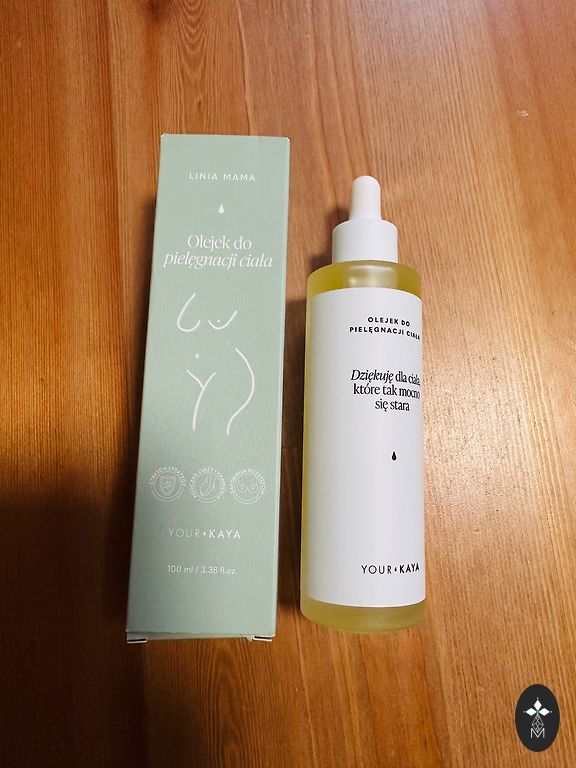 LINIA MAMA
Olejek do
pielęgnacji ciała
YOUR KAYA
100 ml / 3.38 fl.oz.
OLEJEK DO
PIELĘGNACJI CIAŁA
Dziękuję dla ciała,
które tak mocno
się stara
YOUR KAYA
M